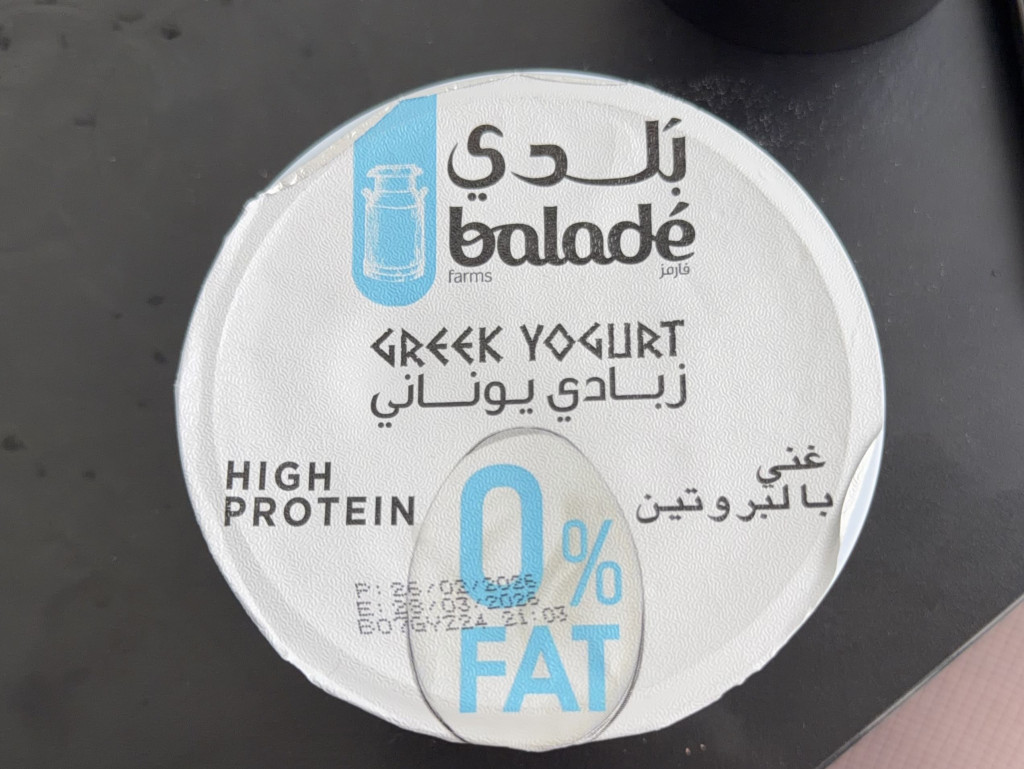 بَلدي
baladé
farms فارمز
GREEK YOGURT
زبادي يوناني
HIGH
PROTEIN
0%
FAT
غني
بالبروتين
P: 26/02/2026
E: 28/03/2026
B07GYZ24 21:03